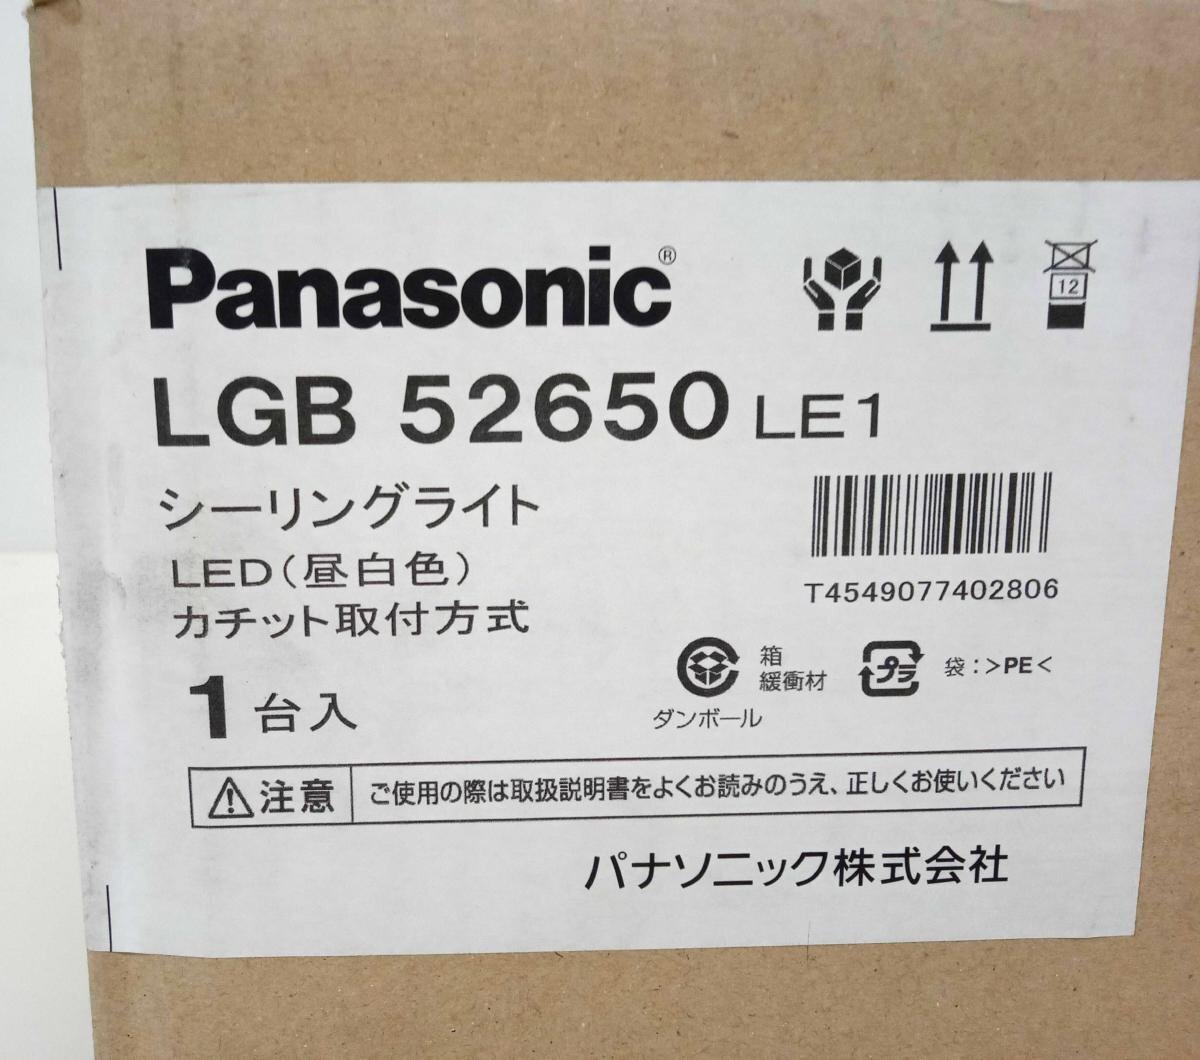 Panasonic®
12
LGB 52650 LE1
シーリングライト
LED(昼白色)
カチット取付方式
T4549077402806
1台入
箱
緩衝材
ダンボール
プラ
袋:>PE<
注意
ご使用の際は取扱説明書をよくお読みのうえ、正しくお使いください
パナソニック株式会社